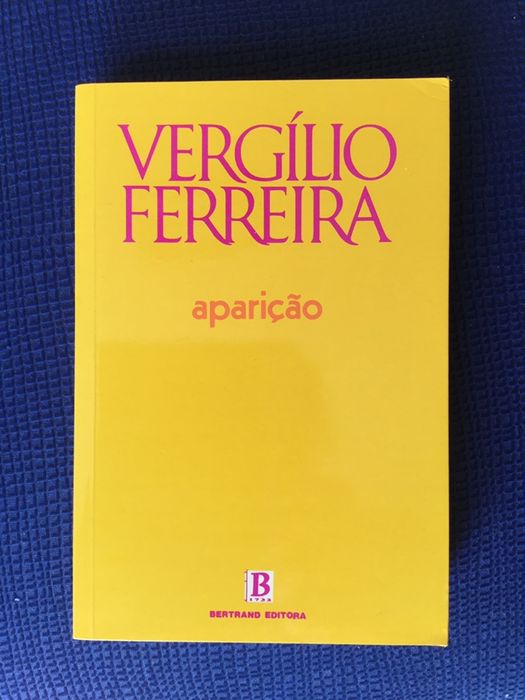 VERGÍLIO
FERREIRA
aparição
B
1732
BERTRAND EDITORA